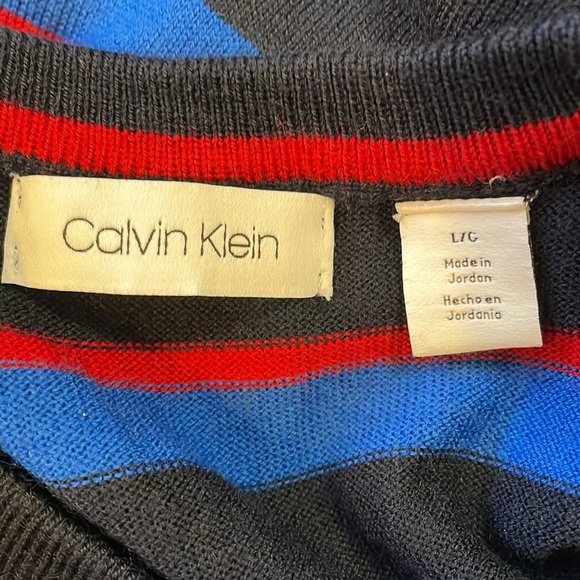 Calvin Klein
L/G
Made in
Jordan
Hecho en
Jordania